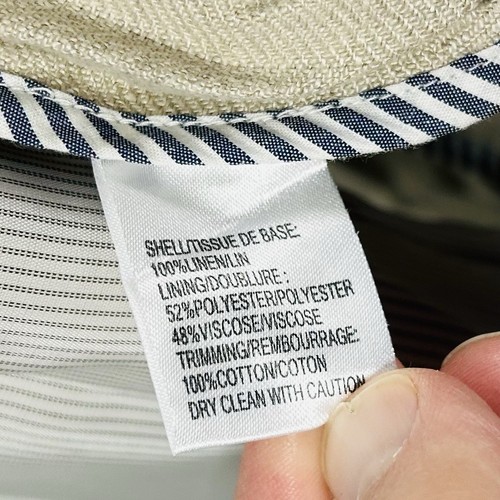 SHELL/TISSUE DE BASE:
100%LINEN/LIN
LINING/DOUBLURE :
52%POLYESTER/POLYESTER
48%VISCOSE/VISCOSE
TRIMMING/REMBOURRAGE:
100%COTTON/COTON
DRY CLEAN WITH CAUTION